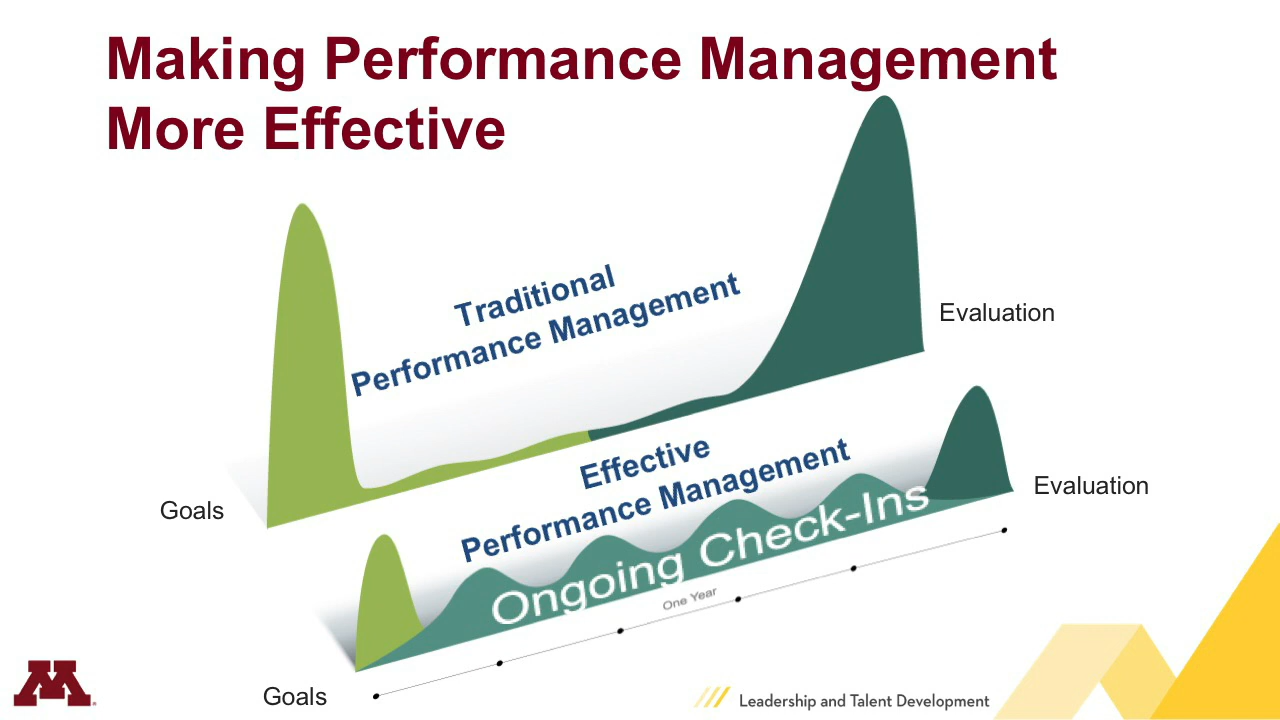 Making Performance Management
More Effective
Traditional
Performance Management
Evaluation
Goals
Effective
Performance Management
Evaluation
Ongoing Check-Ins
One Year
Goals
M
Leadership and Talent Development